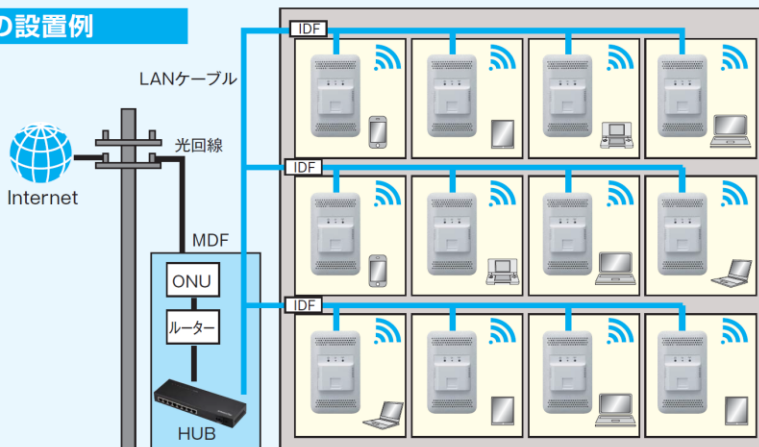 の設置例
IDF
LANケーブル
光回線
Internet
IDF
MDF
ONU
IDF
ルーター
HUB